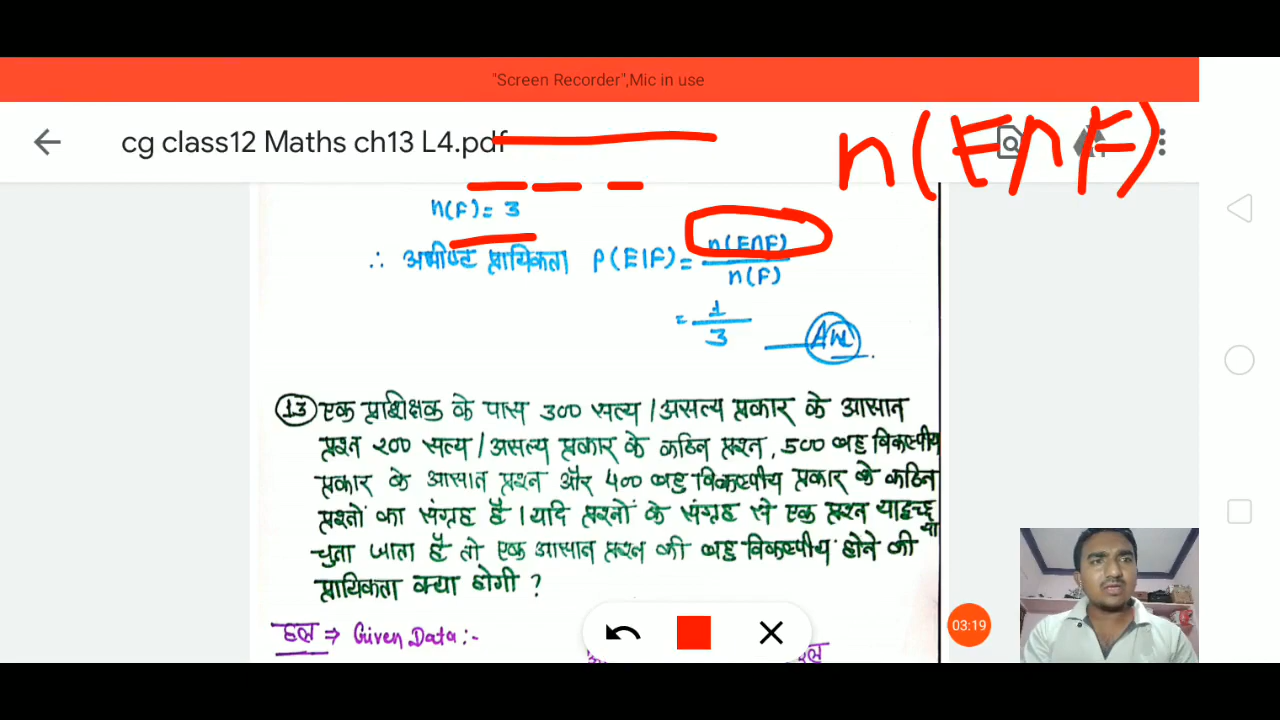 "Screen Recorder",Mic in use
cg class12 Maths ch13 L4.pdf
n(E∩F)
n(F) = 3
∴ अभीष्ट प्रायिकता P(E|F) = n(E∩F)
n(F)
= 1
3
Ans
(13) एक प्रशिक्षक के पास 300 सत्य/असत्य प्रकार के आसान
प्रश्न 200 सत्य/असत्य प्रकार के कठिन प्रश्न, 500 बहु विकल्पीय
प्रकार के आसान प्रश्न और 400 बहु विकल्पीय प्रकार के कठिन
प्रश्नों का संग्रह है। यदि प्रश्नों के संग्रह से एक प्रश्न यादृच्छया
चुना जाता है तो एक आसान प्रश्न की बहु विकल्पीय होने की
प्रायिकता क्या होगी ?
हल ⇒ Given Data :-
03:19